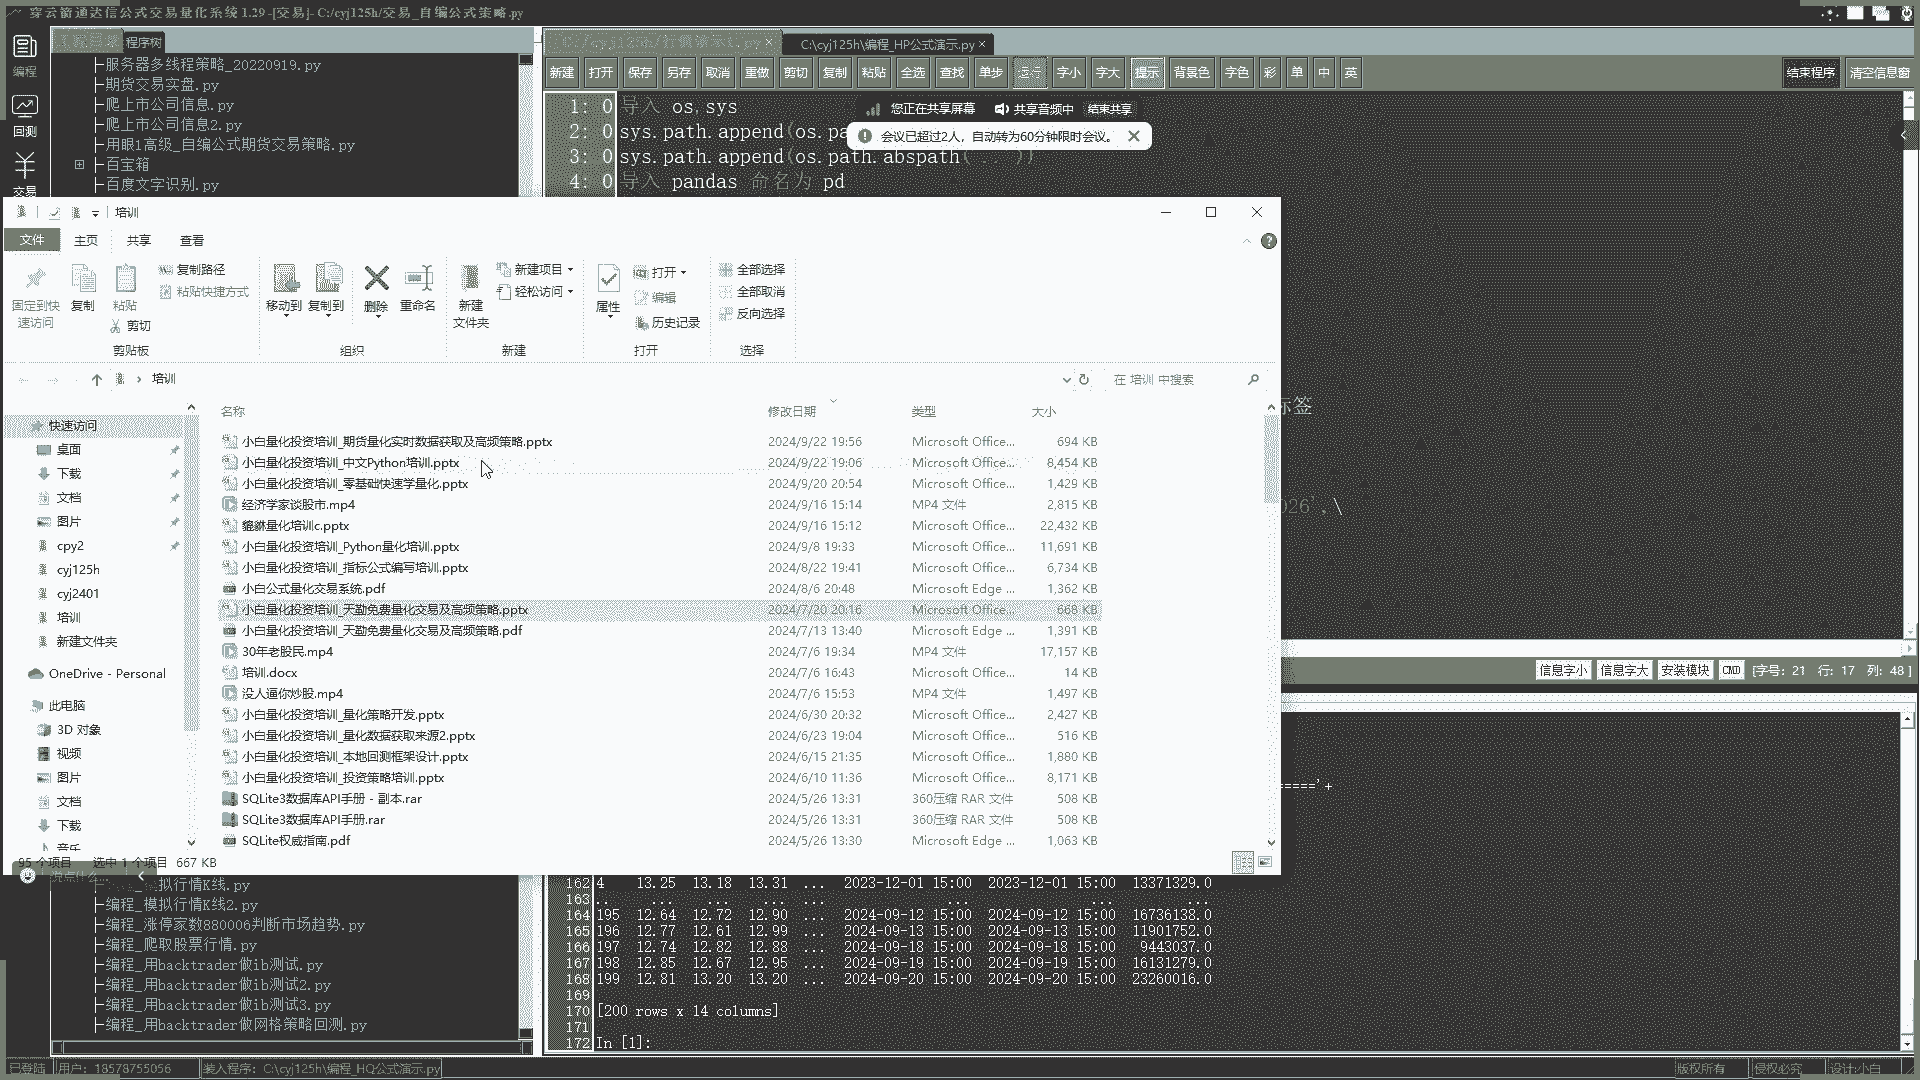 穿云箭通达信公式交易量化系统 1.29 -[交易]- C:/cyj125h/交易_自编公式策略.py
编程
回测
交易
程序树
服务器多线程策略_20220919.py
期货交易实盘.py
爬上市公司信息.py
爬上市公司信息2.py
用眼1高级_自编公式期货交易策略.py
百宝箱
百度文字识别.py
C:\cyj125h\编程_HP公式演示.py ×
新建 打开 保存 另存 取消 重做 剪切 复制 粘贴 全选 查找 单步 运行 字小 字大 提示 背景色 字色 彩 单 中 英 结束程序 清空信息窗
1: 0 导入 os,sys
2: 0 sys.path.append(os.pa
3: 0 sys.path.append(os.path.abspath(
4: 0 导入 pandas 命名为 pd
您正在共享屏幕 共享音频中 结束共享
会议已超过2人，自动转为60分钟限时会议。
培训
文件 主页 共享 查看
固定到快速访问 复制 粘贴 复制路径 粘贴快捷方式 剪切
移动到 复制到 删除 重命名 新建文件夹 新建项目 轻松访问
属性 打开 编辑 历史记录 全部选择 全部取消 反向选择
剪贴板 组织 新建 打开 选择
培训 在 培训 中搜索
名称 修改日期 类型 大小
小白量化投资培训_期货量化实时数据获取及高频策略.pptx 2024/9/22 19:56 Microsoft Office... 694 KB
小白量化投资培训_中文Python培训.pptx 2024/9/22 19:06 Microsoft Office... 8,454 KB
小白量化投资培训_零基础快速学量化.pptx 2024/9/20 20:54 Microsoft Office... 1,429 KB
经济学家谈股市.mp4 2024/9/16 15:14 MP4 文件 2,815 KB
貔貅量化培训c.pptx 2024/9/16 15:12 Microsoft Office... 22,432 KB
小白量化投资培训_Python量化培训.pptx 2024/9/8 19:33 Microsoft Office... 11,691 KB
小白量化投资培训_指标公式编写培训.pptx 2024/8/22 19:41 Microsoft Office... 6,734 KB
小白公式量化交易系统.pdf 2024/8/6 20:48 Microsoft Edge ... 1,362 KB
小白量化投资培训_天勤免费量化交易及高频策略.pptx 2024/7/20 20:16 Microsoft Office... 668 KB
小白量化投资培训_天勤免费量化交易及高频策略.pdf 2024/7/13 13:40 Microsoft Edge ... 1,391 KB
30年老股民.mp4 2024/7/6 19:34 MP4 文件 17,157 KB
培训.docx 2024/7/6 16:43 Microsoft Office... 14 KB
没人逼你炒股.mp4 2024/7/6 15:53 MP4 文件 1,497 KB
小白量化投资培训_量化策略开发.pptx 2024/6/30 20:32 Microsoft Office... 2,427 KB
小白量化投资培训_量化数据获取来源2.pptx 2024/6/23 19:04 Microsoft Office... 516 KB
小白量化投资培训_本地回测框架设计.pptx 2024/6/15 21:35 Microsoft Office... 1,880 KB
小白量化投资培训_投资策略培训.pptx 2024/6/10 11:36 Microsoft Office... 8,171 KB
SQLite3数据库API手册 - 副本.rar 2024/5/26 13:31 360压缩 RAR 文件 508 KB
SQLite3数据库API手册.rar 2024/5/26 13:31 360压缩 RAR 文件 508 KB
SQLite权威指南.pdf 2024/5/26 13:30 Microsoft Edge ... 1,063 KB
快速访问
桌面
下载
文档
图片
cpy2
cyj125h
cyj2401
培训
新建文件夹
OneDrive - Personal
此电脑
3D 对象
视频
图片
文档
下载
音乐
95 个项目 选中 1 个项目 667 KB
标签
026',\
信息字小 信息字大 安装模块 CMD [字号: 21 行: 17 列: 48 ]
====='+
模拟行情K线.py
编程_模拟行情K线2.py
编程_涨停家数880006判断市场趋势.py
编程_爬取股票行情.py
编程_用backtrader做ib测试.py
编程_用backtrader做ib测试2.py
编程_用backtrader做ib测试3.py
编程_用backtrader做网格策略回测.py
162 4 13.25 13.18 13.31 ... 2023-12-01 15:00 2023-12-01 15:00 13371329.0
163 .. ... ... ... ... ... ... ...
164 195 12.64 12.72 12.90 ... 2024-09-12 15:00 2024-09-12 15:00 16736138.0
165 196 12.77 12.61 12.99 ... 2024-09-13 15:00 2024-09-13 15:00 11901752.0
166 197 12.74 12.82 12.88 ... 2024-09-18 15:00 2024-09-18 15:00 9443037.0
167 198 12.85 12.67 12.95 ... 2024-09-19 15:00 2024-09-19 15:00 16131279.0
168 199 12.81 13.20 13.20 ... 2024-09-20 15:00 2024-09-20 15:00 23260016.0
169
170 [200 rows x 14 columns]
171
172 In [1]:
已登陆 用户: 18578755056 装入程序: C:\cyj125h\编程_HQ公式演示.py 版权所有 侵权必究 设计:小白